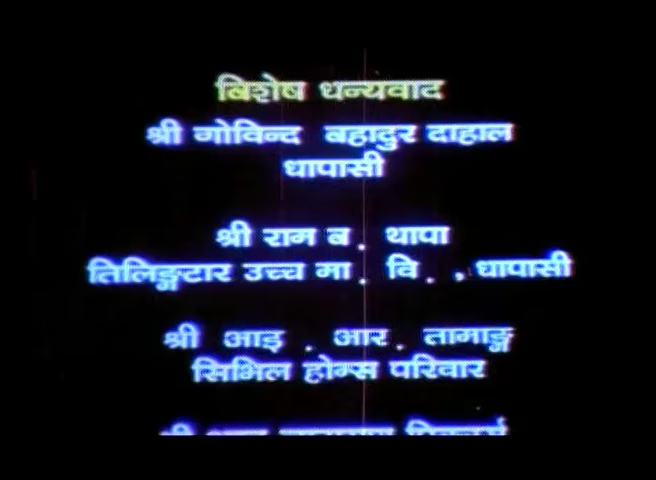 बिशेष धन्यवाद
श्री गोविन्द बहादुर दाहाल
धापासी
श्री राम ब . थापा
तिलिङ्गटार उच्च मा . वि . , धापासी
श्री आइ . आर . तामाङ्ग
सिभिल होम्स परिवार